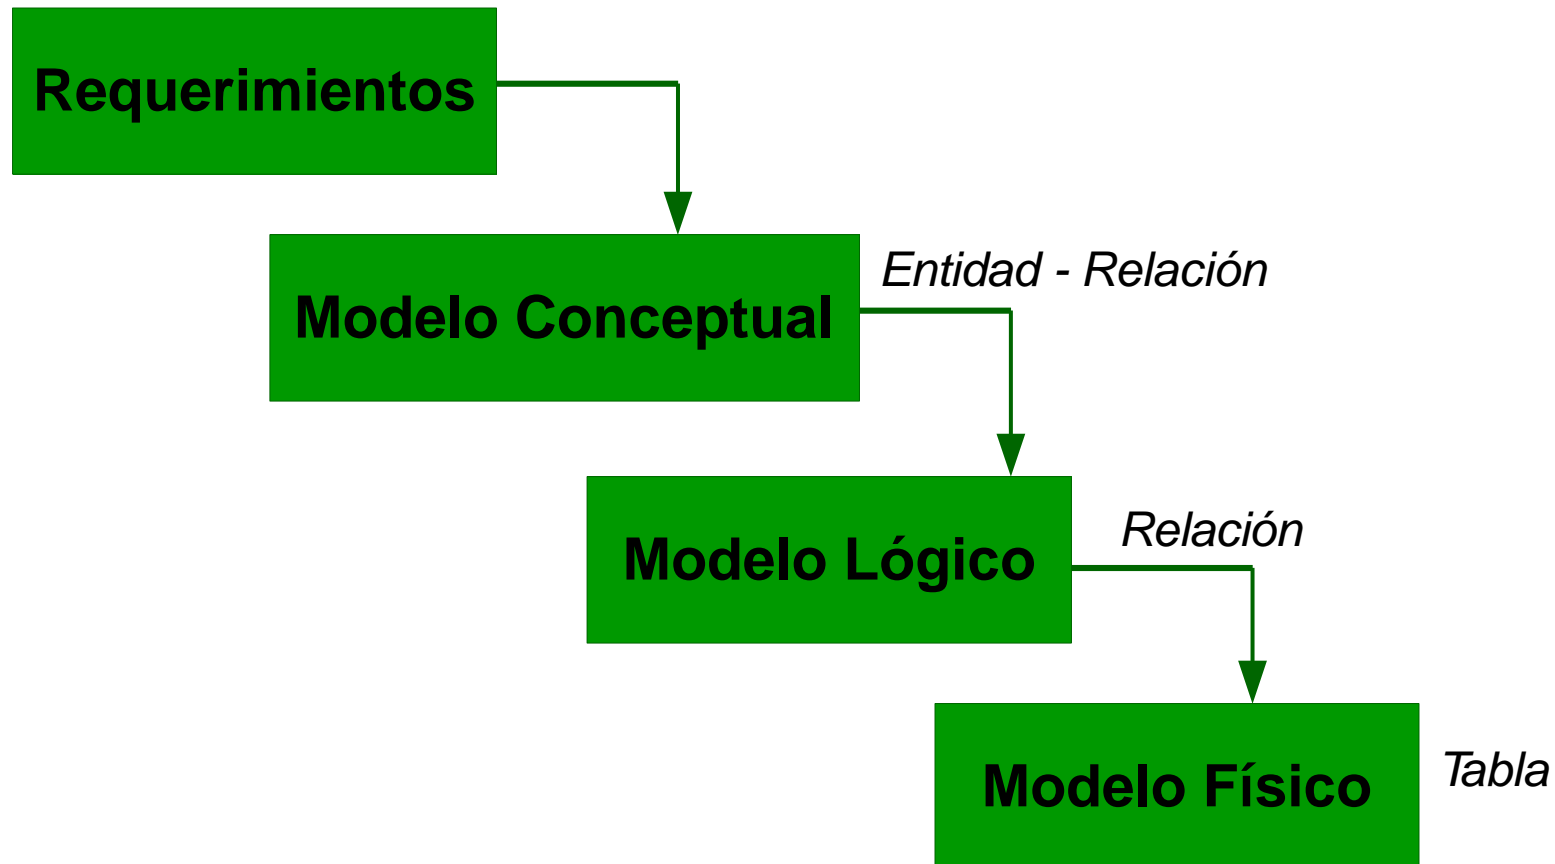 Requerimientos
Entidad - Relación
Modelo Conceptual
Relación
Modelo Lógico
Tabla
Modelo Físico